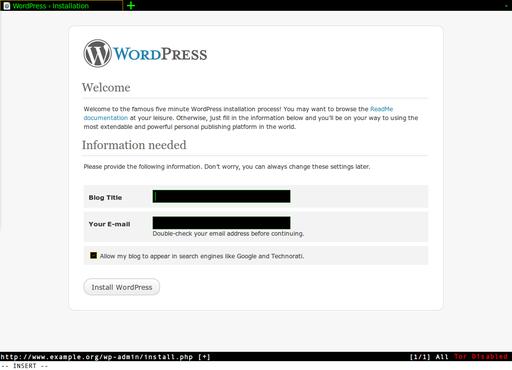 WordPress › Installation
WORDPRESS
Welcome
Welcome to the famous five minute WordPress installation process! You may want to browse the ReadMe
documentation at your leisure. Otherwise, just fill in the information below and you'll be on your way to using the
most extendable and powerful personal publishing platform in the world.
Information needed
Please provide the following information. Don't worry, you can always change these settings later.
Blog Title
Your E-mail
Double-check your email address before continuing.
Allow my blog to appear in search engines like Google and Technorati.
Install WordPress
http://www.example.org/wp-admin/install.php [+] [1/1] All Tor Disabled
-- INSERT --